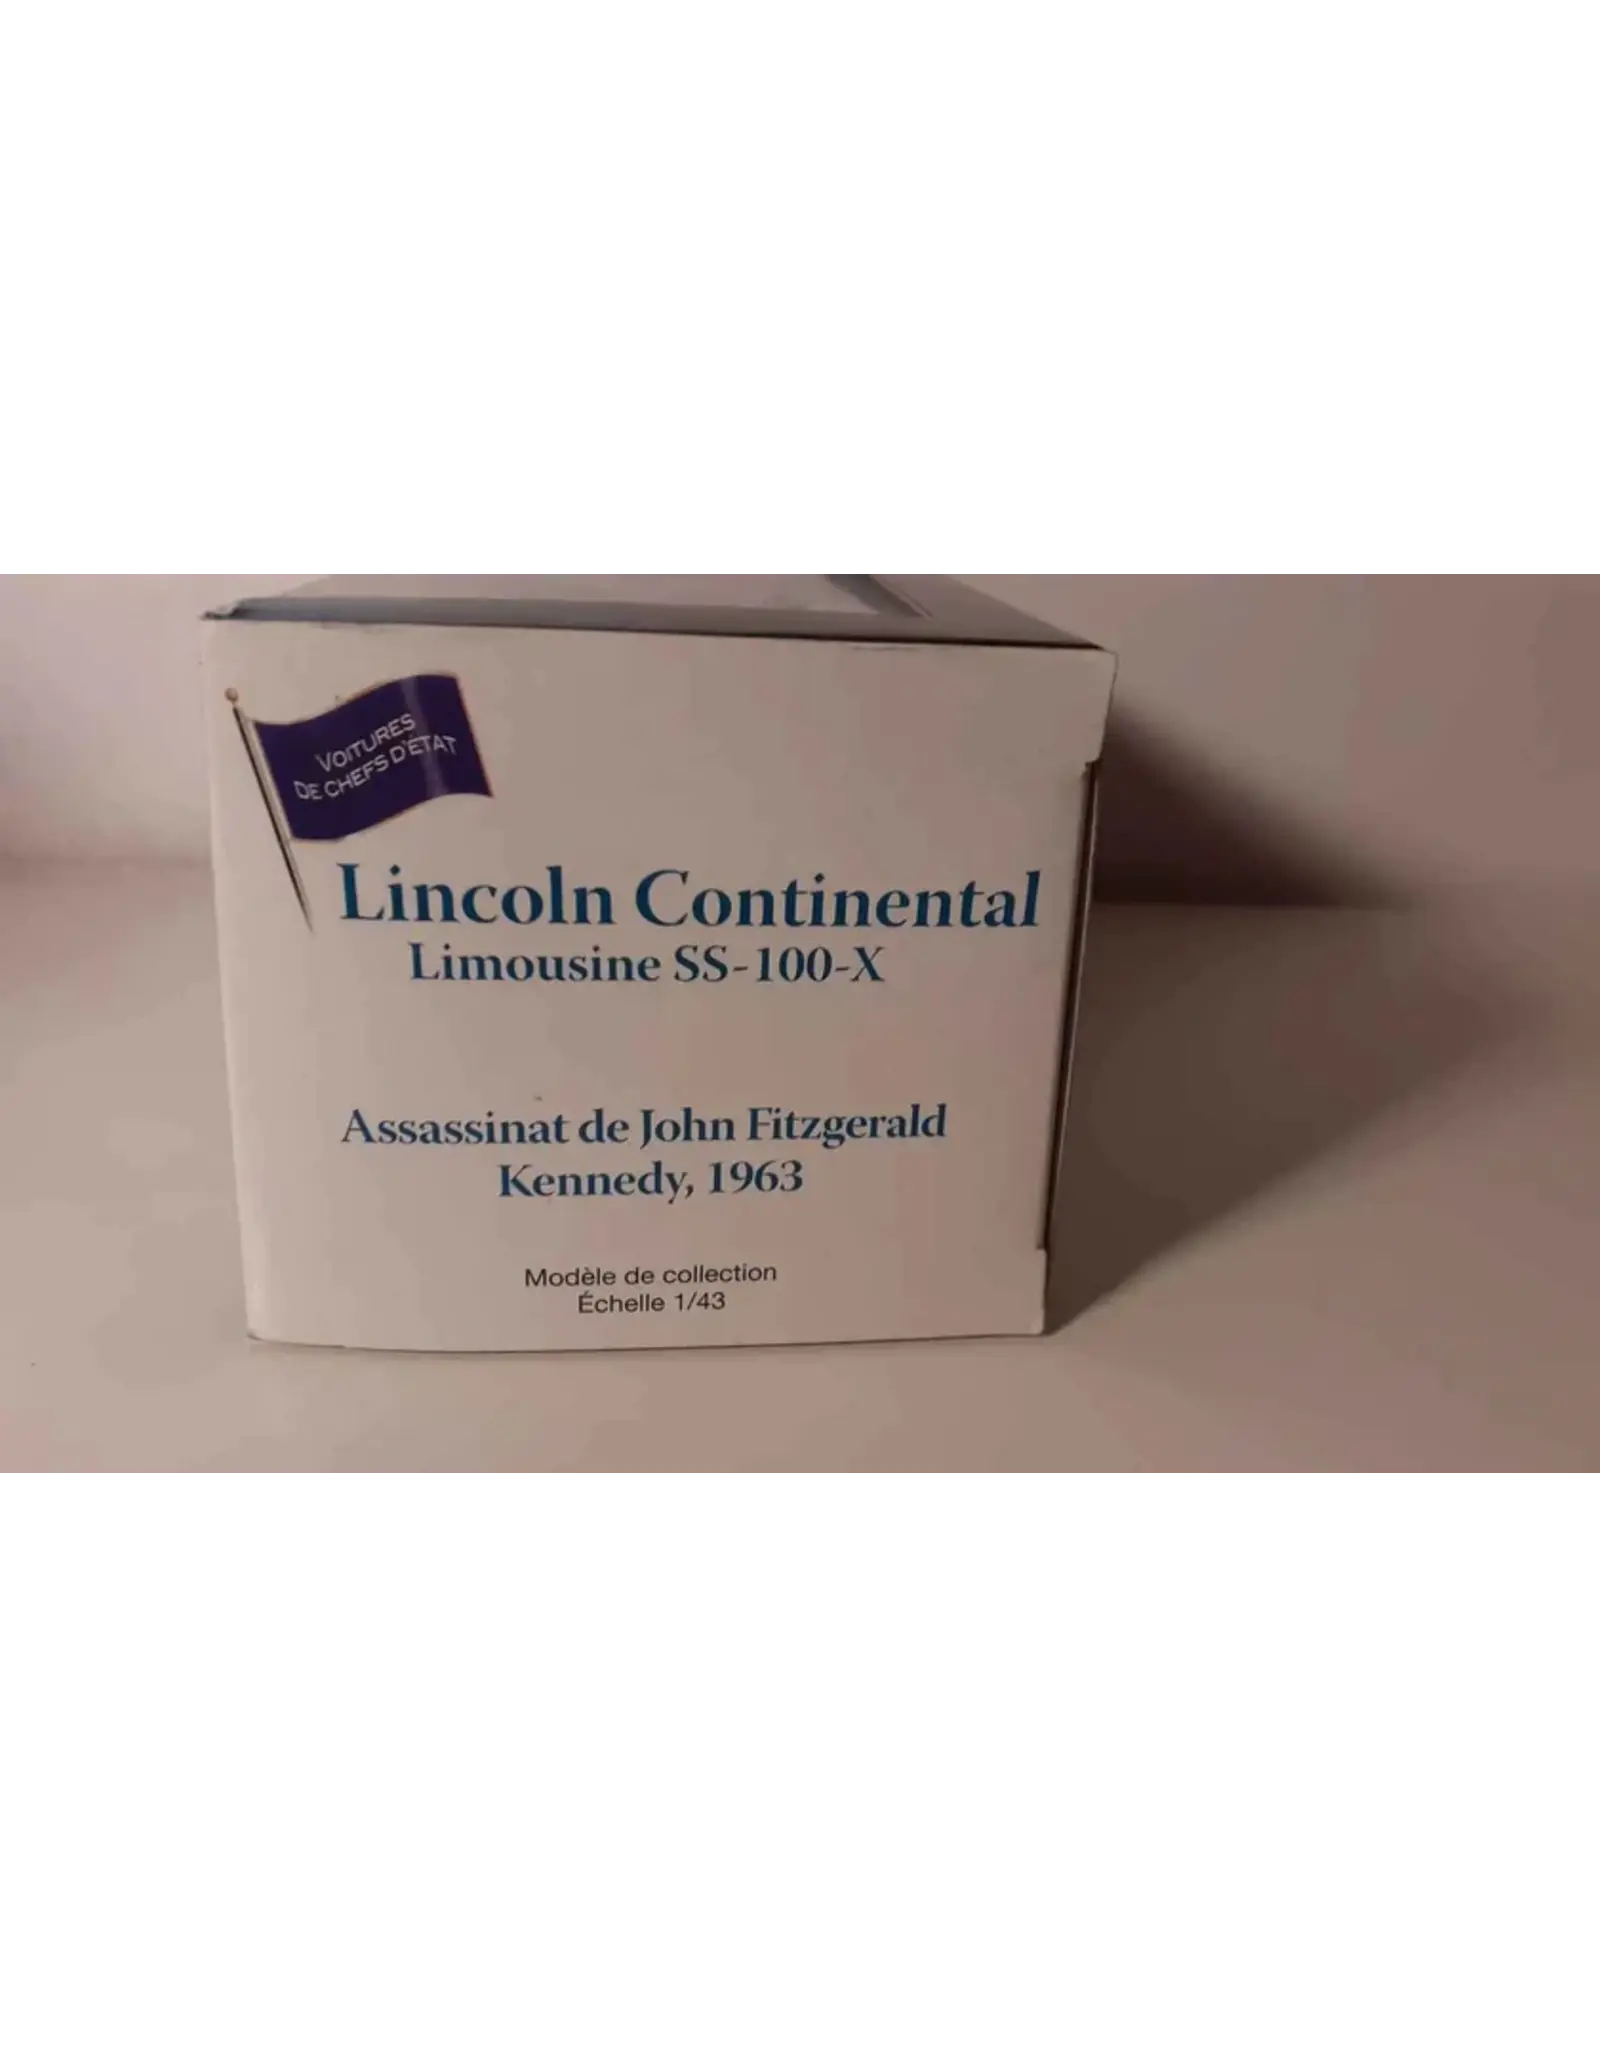 VOITURES
DE CHEFS D'ÉTAT
Lincoln Continental
Limousine SS-100-X
Assassinat de John Fitzgerald
Kennedy, 1963
Modèle de collection
Échelle 1/43